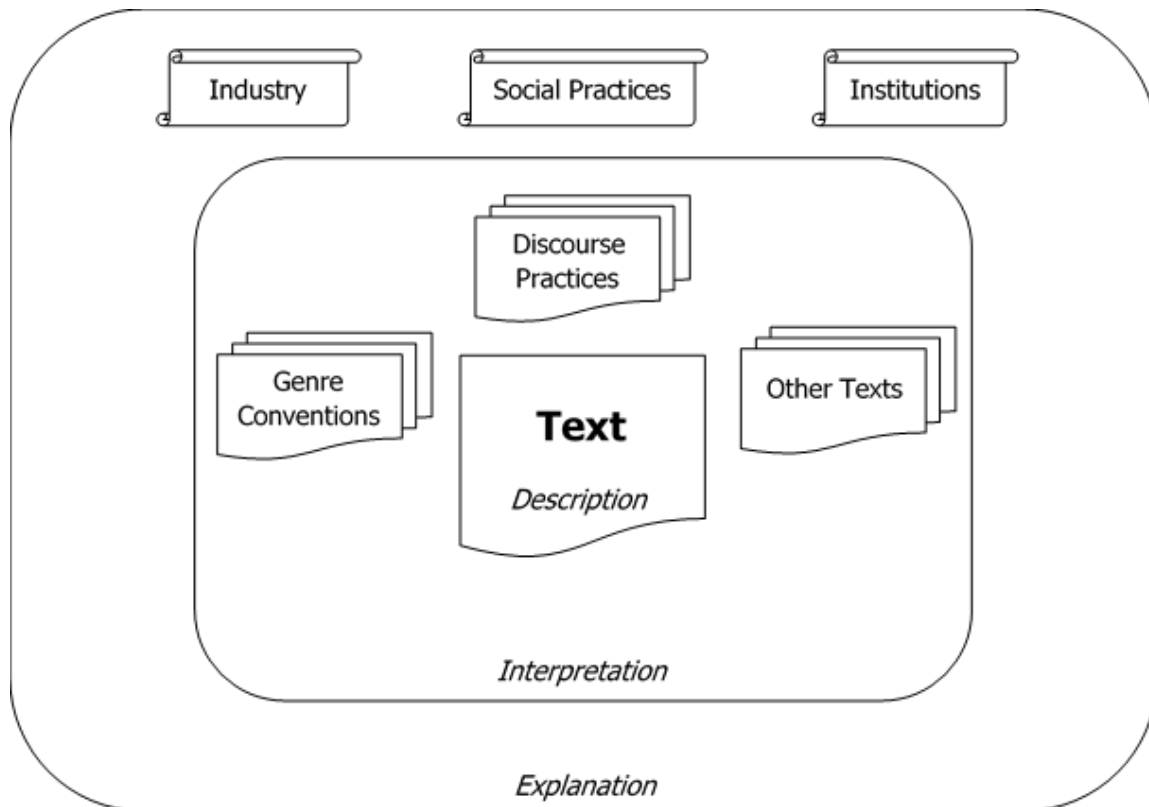 Industry
Social Practices
Institutions
Discourse
Practices
Genre
Conventions
Text
Description
Other Texts
Interpretation
Explanation